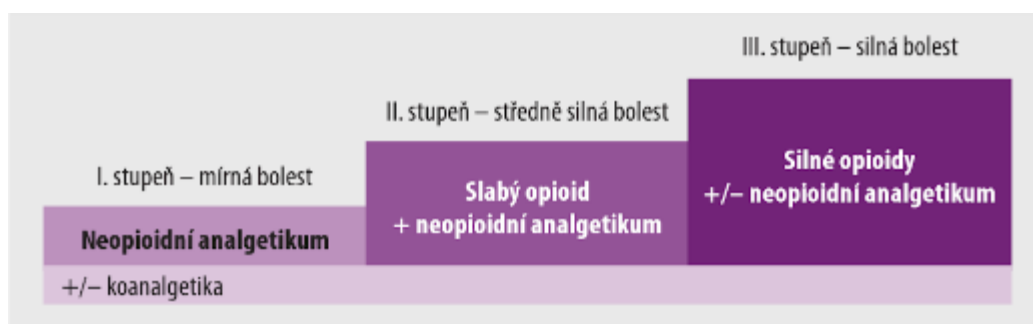 I. stupeň – mírná bolest
Neopioidní analgetikum
II. stupeň – středně silná bolest
Slabý opioid
+ neopioidní analgetikum
III. stupeň – silná bolest
Silné opioidy
+/– neopioidní analgetikum
+/– koanalgetika